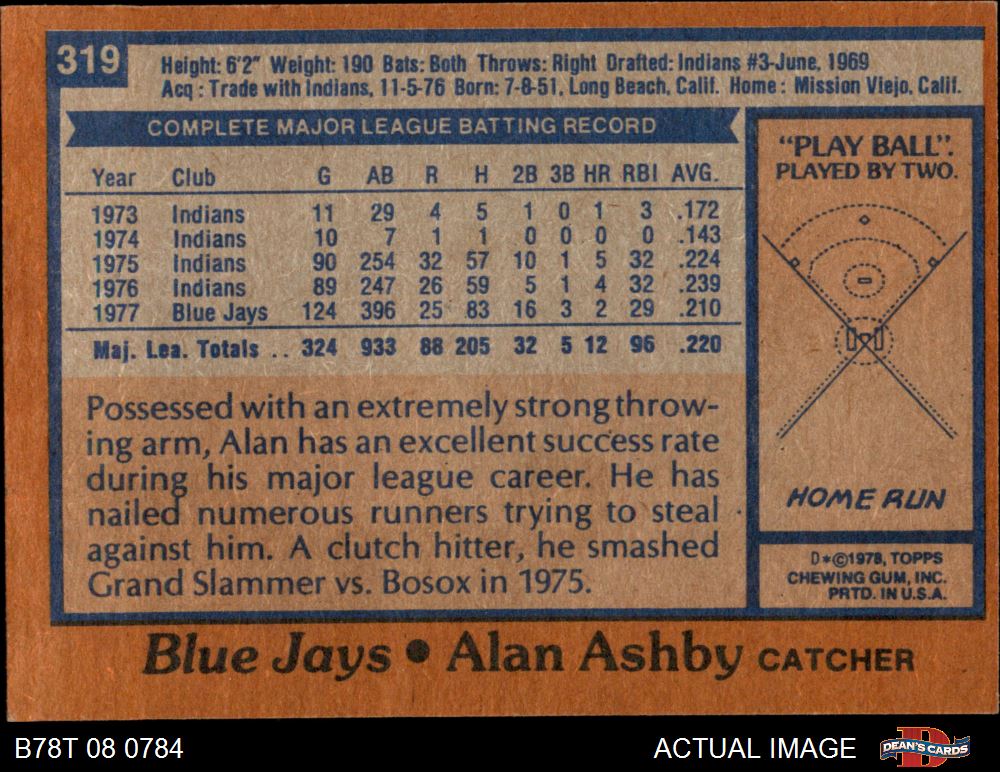 319
Height: 6'2" Weight: 190 Bats: Both Throws: Right Drafted: Indians #3-June, 1969
Acq : Trade with Indians, 11-5-76 Born: 7-8-51, Long Beach, Calif. Home : Mission Viejo, Calif.
COMPLETE MAJOR LEAGUE BATTING RECORD
Year Club G AB R H 2B 3B HR RBI AVG.
1973 Indians 11 29 4 5 1 0 1 3 .172
1974 Indians 10 7 1 1 0 0 0 0 .143
1975 Indians 90 254 32 57 10 1 5 32 .224
1976 Indians 89 247 26 59 5 1 4 32 .239
1977 Blue Jays 124 396 25 83 16 3 2 29 .210
Maj. Lea. Totals .. 324 933 88 205 32 5 12 96 .220
Possessed with an extremely strong throw-
ing arm, Alan has an excellent success rate
during his major league career. He has
nailed numerous runners trying to steal
against him. A clutch hitter, he smashed
Grand Slammer vs. Bosox in 1975.
"PLAY BALL".
PLAYED BY TWO.
HOME RUN
D*©1978, TOPPS
CHEWING GUM, INC.
PRTD. IN U.S.A.
Blue Jays • Alan Ashby CATCHER
B78T 08 0784
ACTUAL IMAGE
DEAN'S CARDS